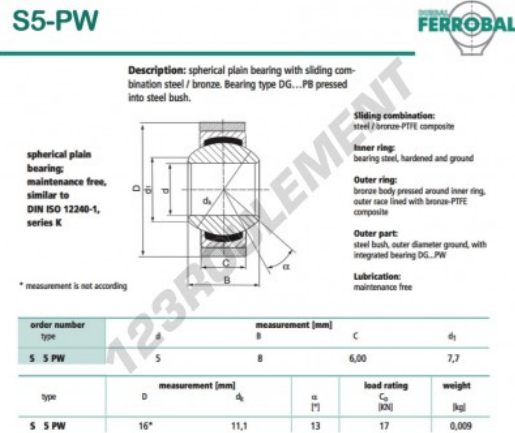 S5-PW
DURBAL
FERROBAL
Description: spherical plain bearing with sliding com-
bination steel / bronze. Bearing type DG...PB pressed
into steel bush.
spherical plain
bearing;
maintenance free,
similar to
DIN ISO 12240-1,
series K
D
d1
d
dk
C
B
α
Sliding combination:
steel / bronze-PTFE composite
Inner ring:
bearing steel, hardened and ground
Outer ring:
bronze body pressed around inner ring,
outer race lined with bronze-PTFE
composite
Outer part:
steel bush, outer diameter ground, with
integrated bearing DG...PW
Lubrication:
maintenance free
* measurement is not according
123ROULEMENT
order number measurement [mm]
type d B C d1
S 5 PW 5 8 6,00 7,7
measurement [mm] load rating weight
type D dk α C0
[°] [KN] [kg]
S 5 PW 16* 11,1 13 17 0,009